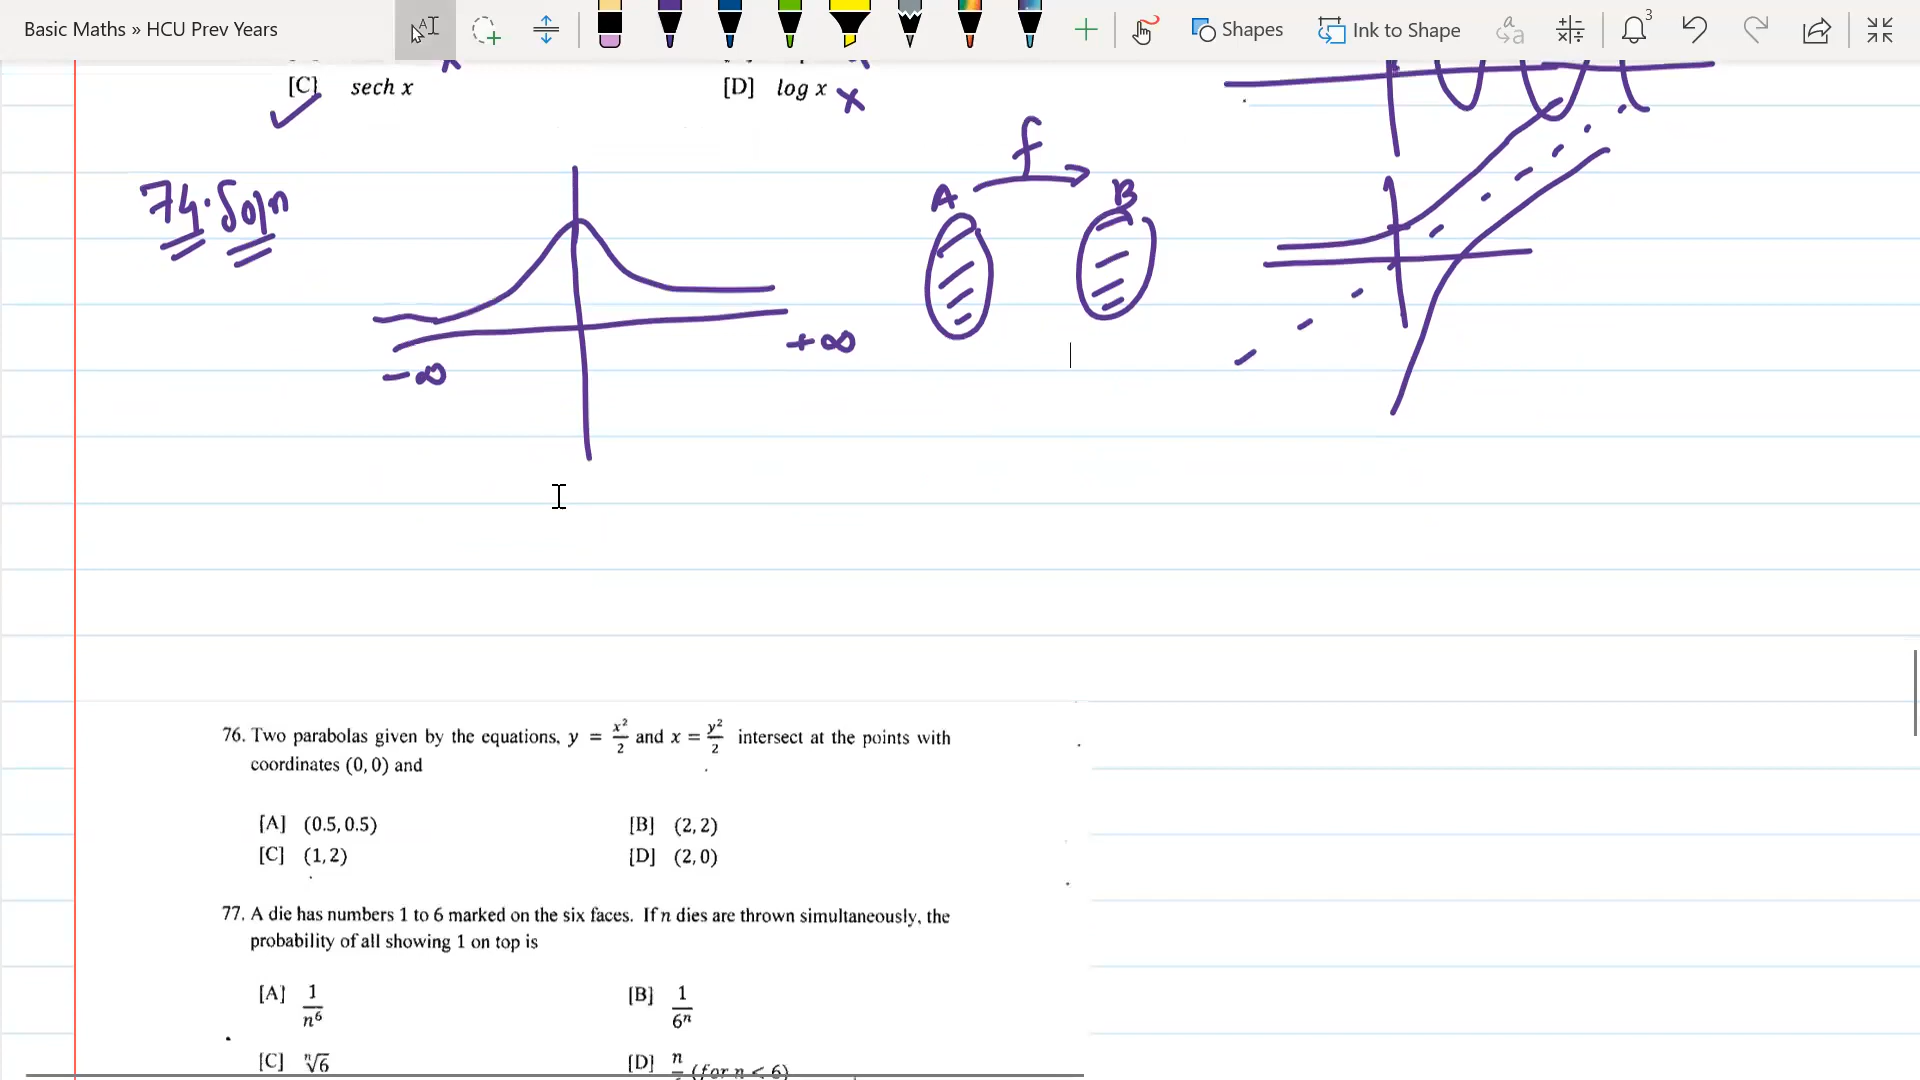 Basic Maths » HCU Prev Years
Shapes
Ink to Shape
3
[C] sech x
[D] log x x
74. Soln
f
A
B
+∞
-∞
76. Two parabolas given by the equations, y = x²/2 and x = y²/2 intersect at the points with
coordinates (0, 0) and
[A] (0.5, 0.5)
[B] (2, 2)
[C] (1, 2)
[D] (2, 0)
77. A die has numbers 1 to 6 marked on the six faces. If n dies are thrown simultaneously, the
probability of all showing 1 on top is
[A] 1/n⁶
[B] 1/6ⁿ
[C] ⁿ√6
[D] n (for n < 6)